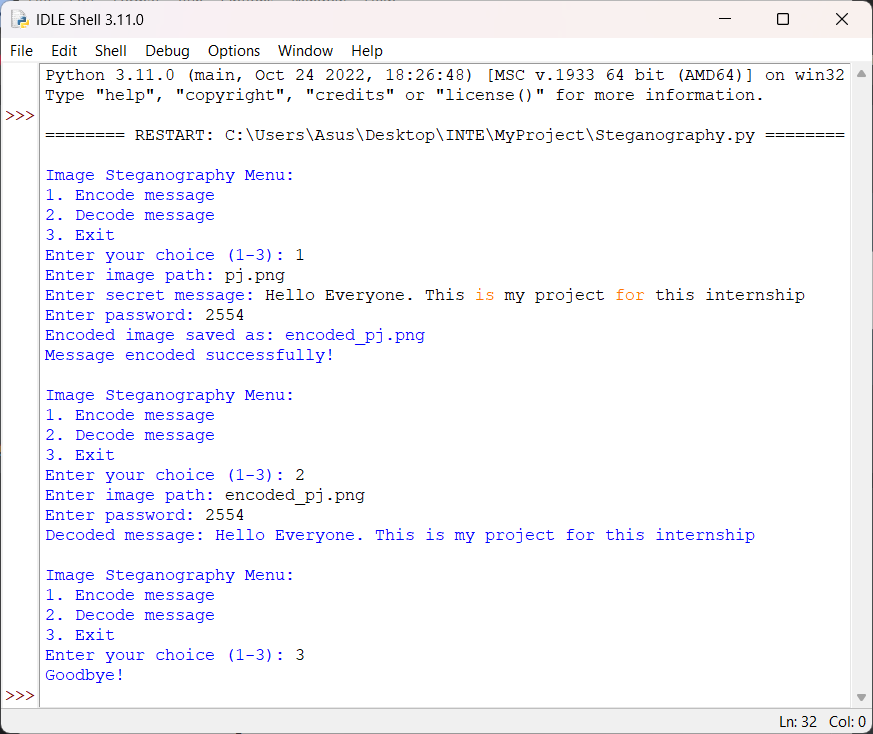 IDLE Shell 3.11.0
File Edit Shell Debug Options Window Help
Python 3.11.0 (main, Oct 24 2022, 18:26:48) [MSC v.1933 64 bit (AMD64)] on win32
Type "help", "copyright", "credits" or "license()" for more information.
>>>
======== RESTART: C:\Users\Asus\Desktop\INTE\MyProject\Steganography.py ========
Image Steganography Menu:
1. Encode message
2. Decode message
3. Exit
Enter your choice (1-3): 1
Enter image path: pj.png
Enter secret message: Hello Everyone. This is my project for this internship
Enter password: 2554
Encoded image saved as: encoded_pj.png
Message encoded successfully!
Image Steganography Menu:
1. Encode message
2. Decode message
3. Exit
Enter your choice (1-3): 2
Enter image path: encoded_pj.png
Enter password: 2554
Decoded message: Hello Everyone. This is my project for this internship
Image Steganography Menu:
1. Encode message
2. Decode message
3. Exit
Enter your choice (1-3): 3
Goodbye!
>>>
Ln: 32 Col: 0